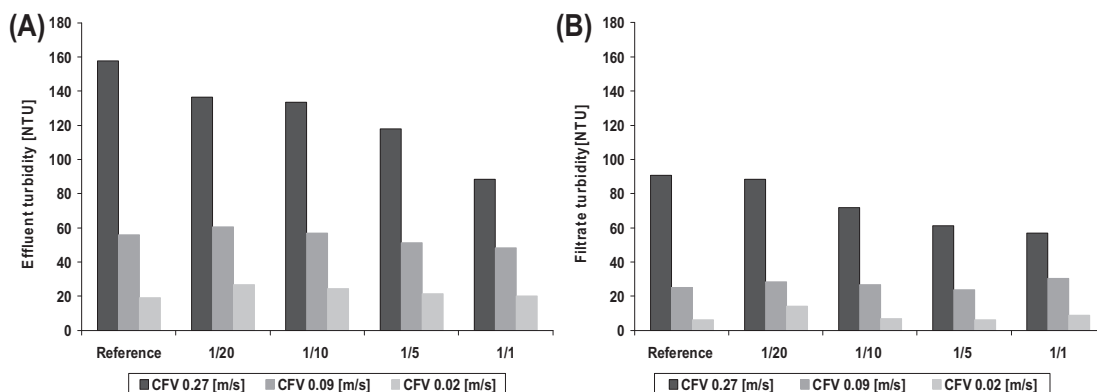 (A)
Effluent turbidity [NTU]
180
160
140
120
100
80
60
40
20
0
Reference 1/20 1/10 1/5 1/1
CFV 0.27 [m/s] CFV 0.09 [m/s] CFV 0.02 [m/s]
(B)
Filtrate turbidity[NTU]
180
160
140
120
100
80
60
40
20
0
Reference 1/20 1/10 1/5 1/1
CFV 0.27 [m/s] CFV 0.09 [m/s] CFV 0.02 [m/s]